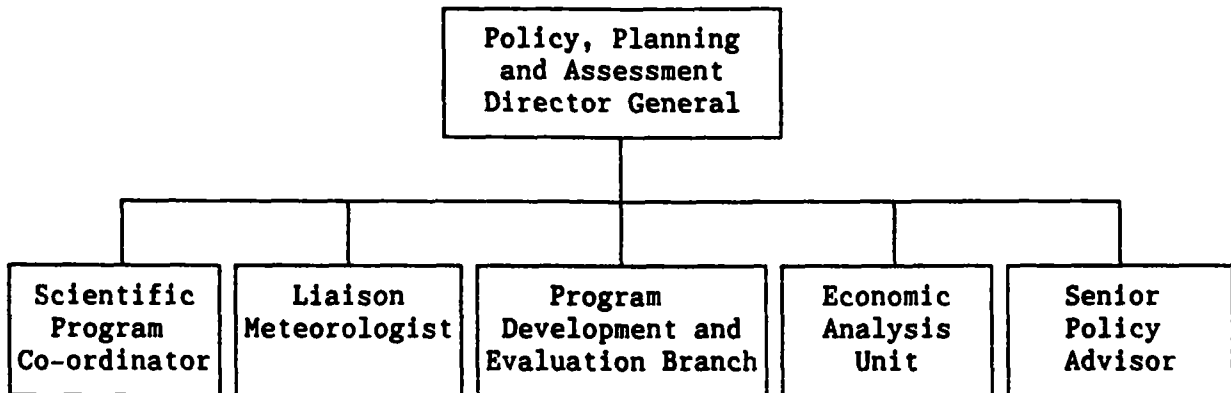 Policy, Planning
and Assessment
Director General
Scientific
Program
Co-ordinator
Liaison
Meteorologist
Program
Development and
Evaluation Branch
Economic
Analysis
Unit
Senior
Policy
Advisor